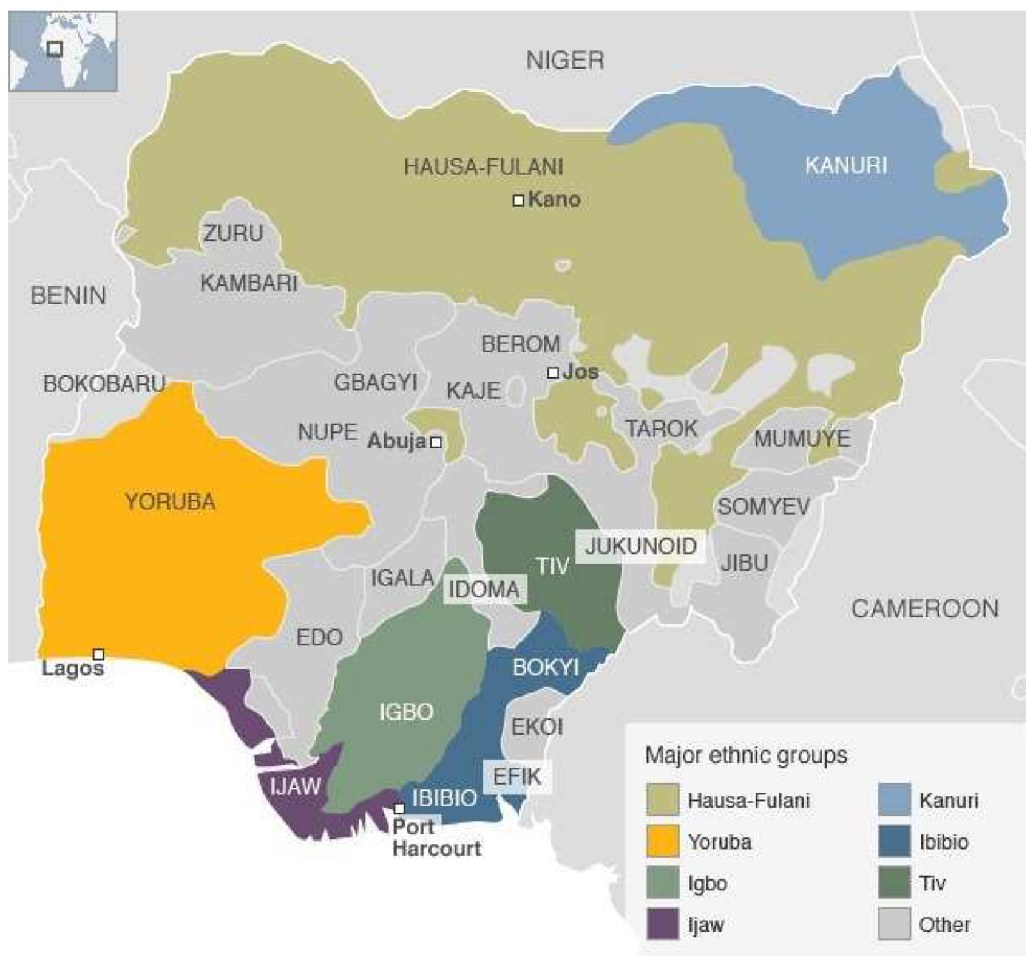 NIGER
HAUSA-FULANI
KANURI
Kano
ZURU
KAMBARI
BENIN
BEROM
BOKOBARU
GBAGYI
KAJE
Jos
NUPE
Abuja
TAROK
MUMUYE
YORUBA
SOMYEV
JUKUNOID
TIV
JIBU
IGALA
IDOMA
CAMEROON
EDO
Lagos
BOKYI
IGBO
EKOI
IJAW
EFIK
IBIBIO
Port
Harcourt
Major ethnic groups
Hausa-Fulani
Yoruba
Igbo
Ijaw
Kanuri
Ibibio
Tiv
Other